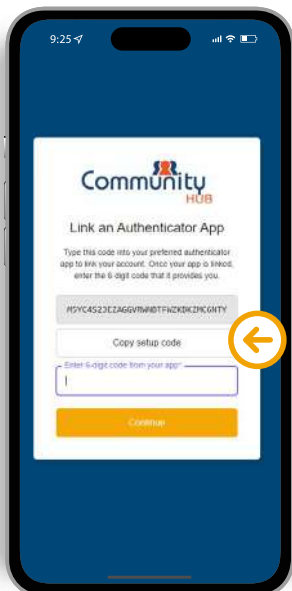 9:25
Community
HUB
Link an Authenticator App
Type this code into your preferred authenticator
app to link your account. Once your app is linked,
enter the 6 digit code that it provides you.
Copy setup code
Enter 6-digit code from your app*
Continue